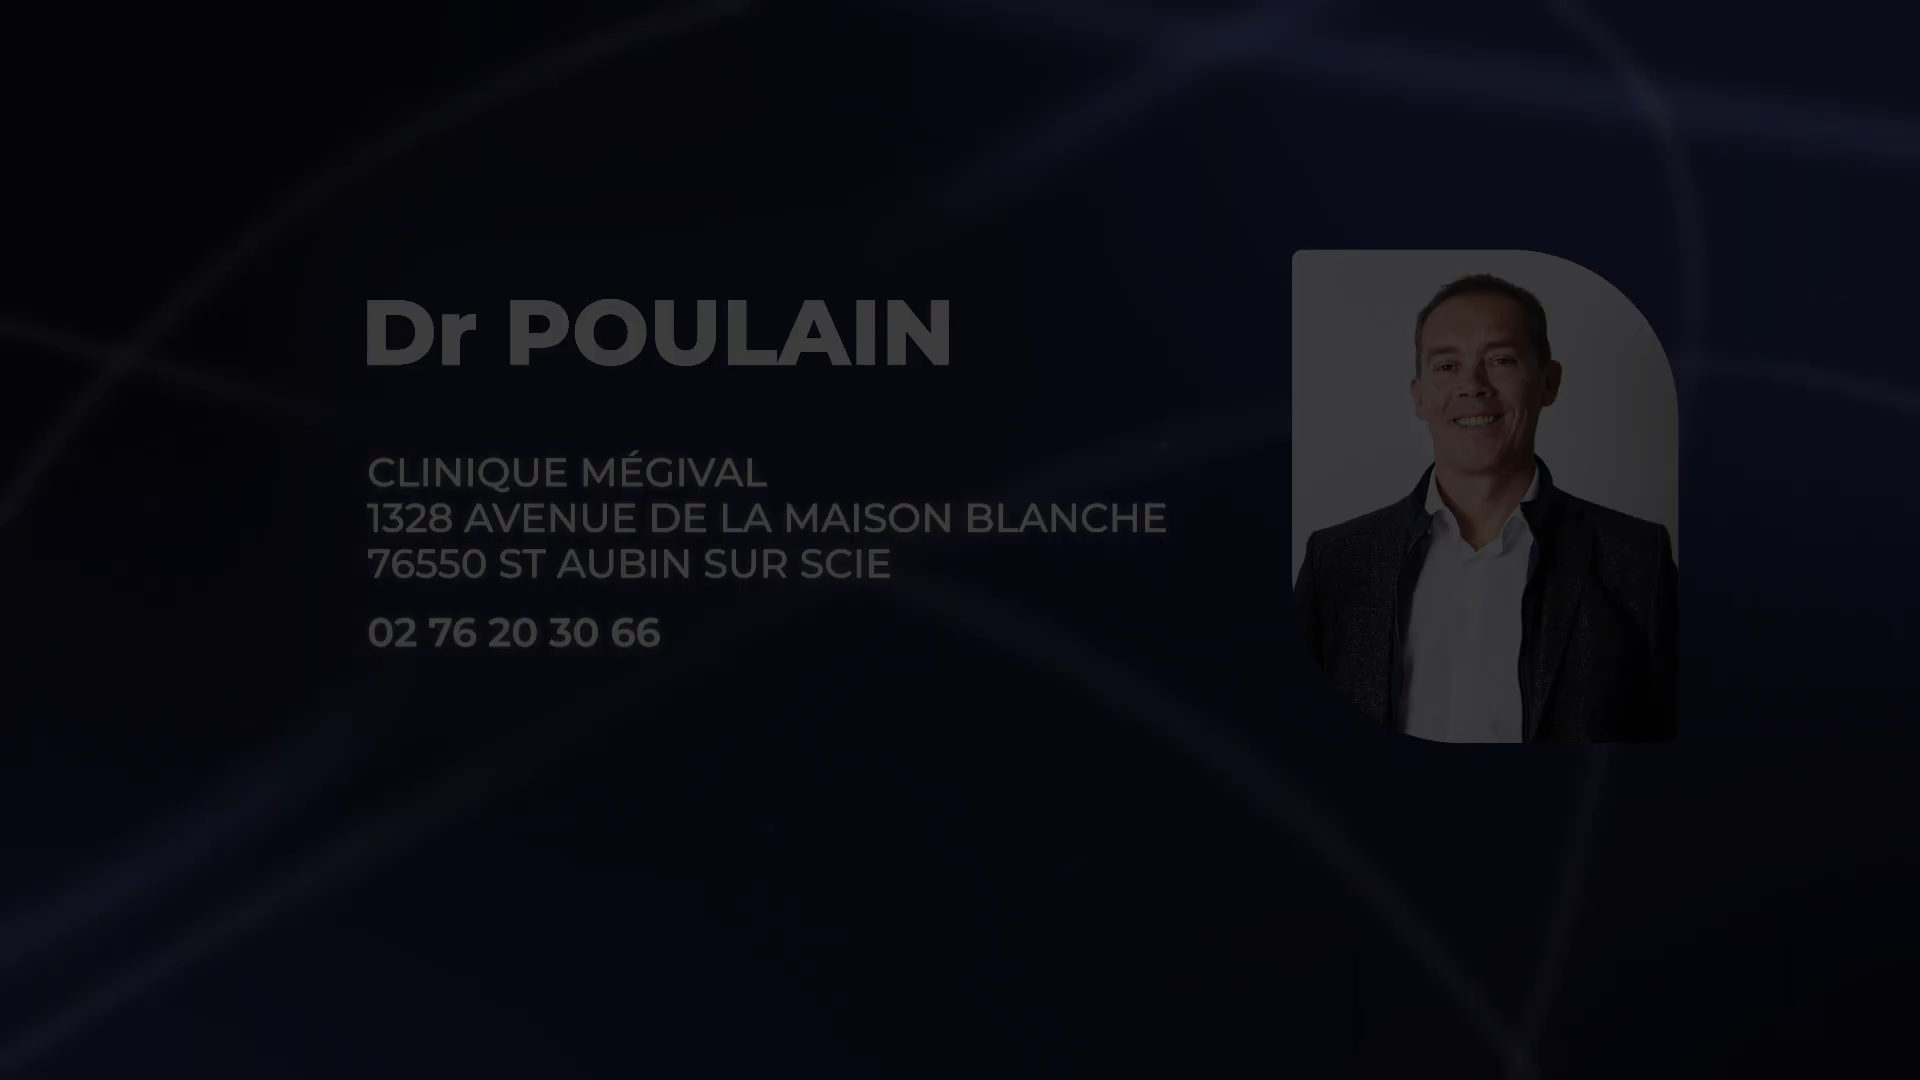 Dr POULAIN
CLINIQUE MÉGIVAL
1328 AVENUE DE LA MAISON BLANCHE
76550 ST AUBIN SUR SCIE
02 76 20 30 66